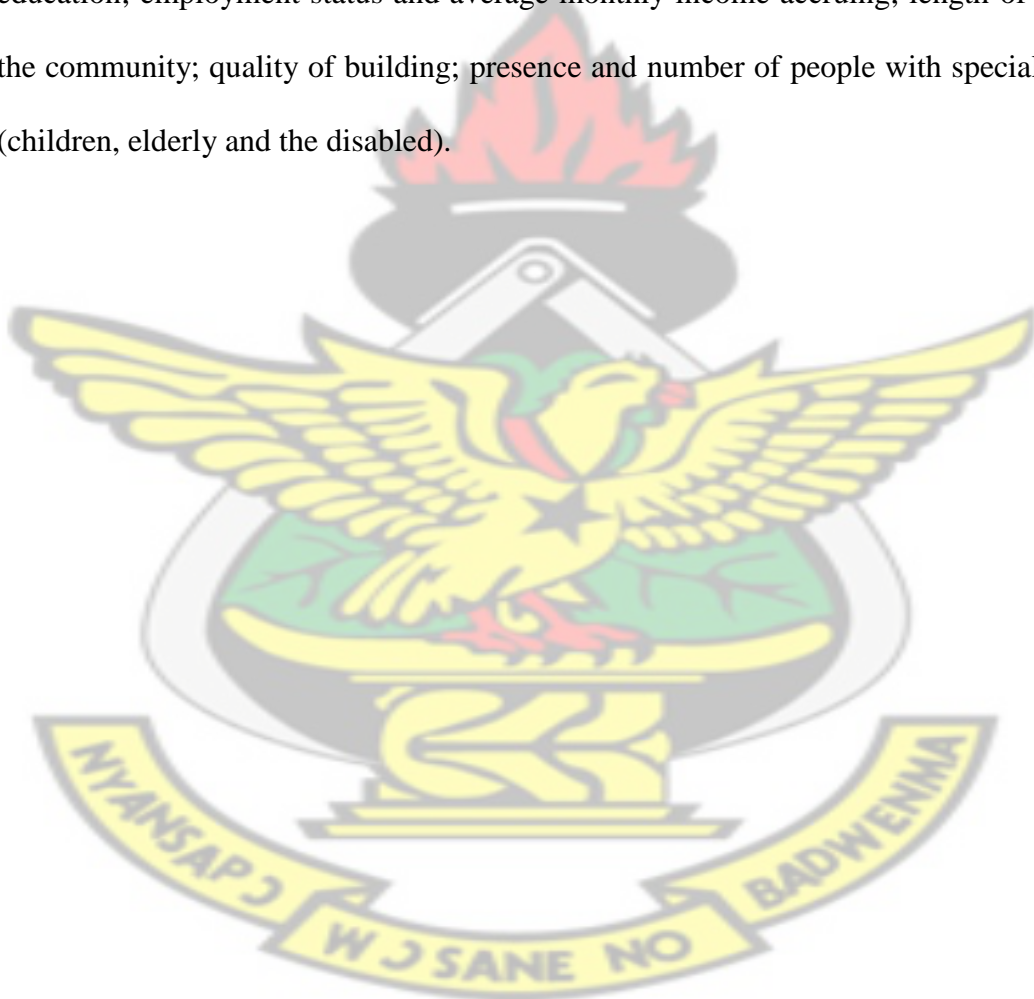 education, employment status and average monthly income accruing; length of
the community; quality of building; presence and number of people with special
(children, elderly and the disabled).
NYANSAPƆ
WƆ SANE NO
BADWENMA